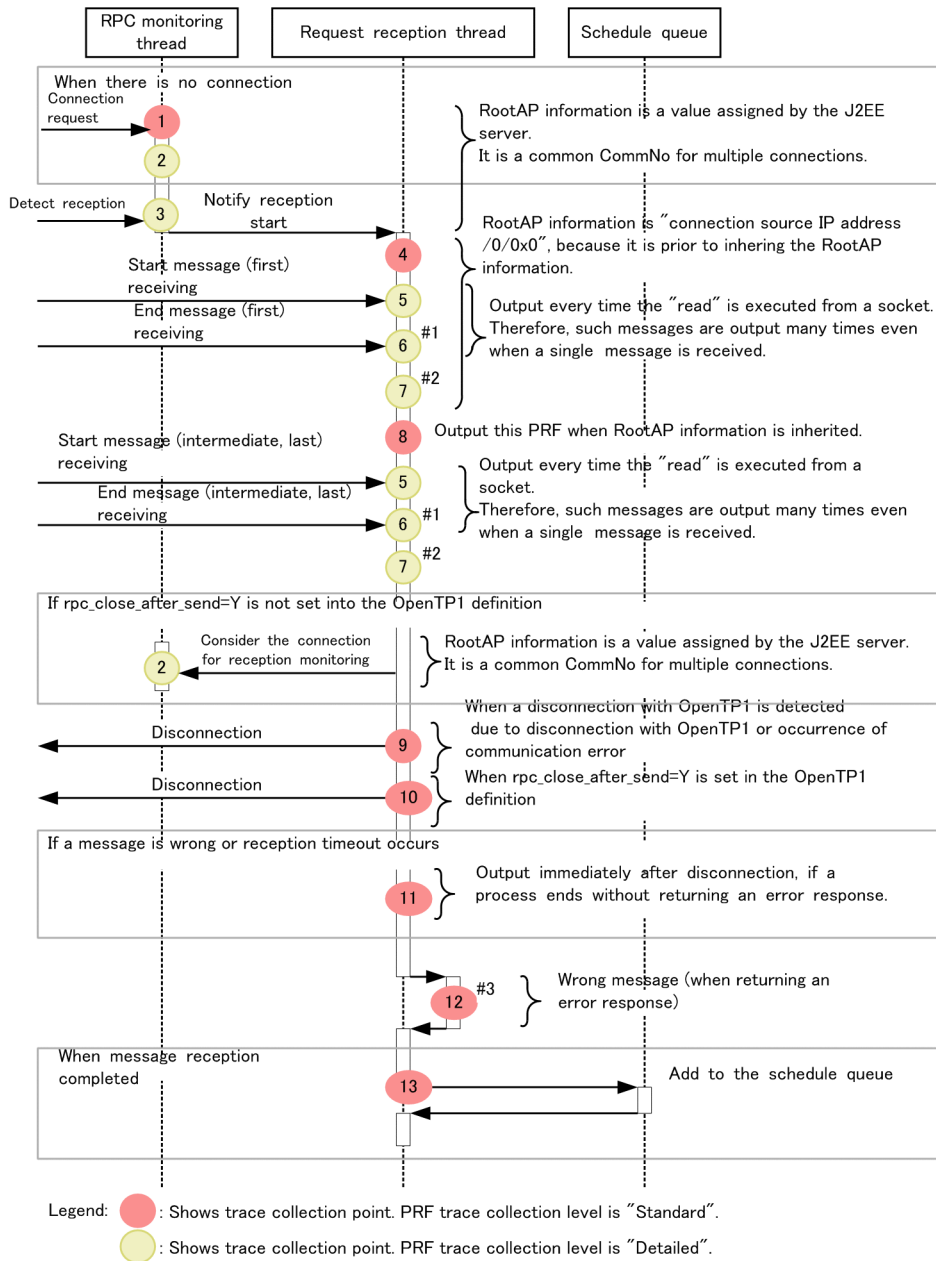 RPC monitoring
thread
Request reception thread
Schedule queue
When there is no connection
Connection
request
1
RootAP information is a value assigned by the J2EE
server.
It is a common CommNo for multiple connections.
2
Detect reception
3
Notify reception
start
RootAP information is "connection source IP address
/0/0x0", because it is prior to inhering the RootAP
information.
4
Start message (first)
receiving
5
Output every time the "read" is executed from a socket.
Therefore, such messages are output many times even
when a single message is received.
End message (first)
receiving
6
#1
7
#2
8
Output this PRF when RootAP information is inherited.
Start message (intermediate, last)
receiving
5
Output every time the "read" is executed from a
socket.
Therefore, such messages are output many times even
when a single message is received.
End message (intermediate, last)
receiving
6
#1
7
#2
If rpc_close_after_send=Y is not set into the OpenTP1 definition
2
Consider the connection
for reception monitoring
RootAP information is a value assigned by the J2EE server.
It is a common CommNo for multiple connections.
When a disconnection with OpenTP1 is detected
due to disconnection with OpenTP1 or occurrence of
communication error
Disconnection
9
When rpc_close_after_send=Y is set in the OpenTP1
definition
Disconnection
10
If a message is wrong or reception timeout occurs
Output immediately after disconnection, if a
process ends without returning an error response.
11
12
#3
Wrong message (when returning an
error response)
When message reception
completed
13
Add to the schedule queue
Legend:
: Shows trace collection point. PRF trace collection level is "Standard".
: Shows trace collection point. PRF trace collection level is "Detailed".